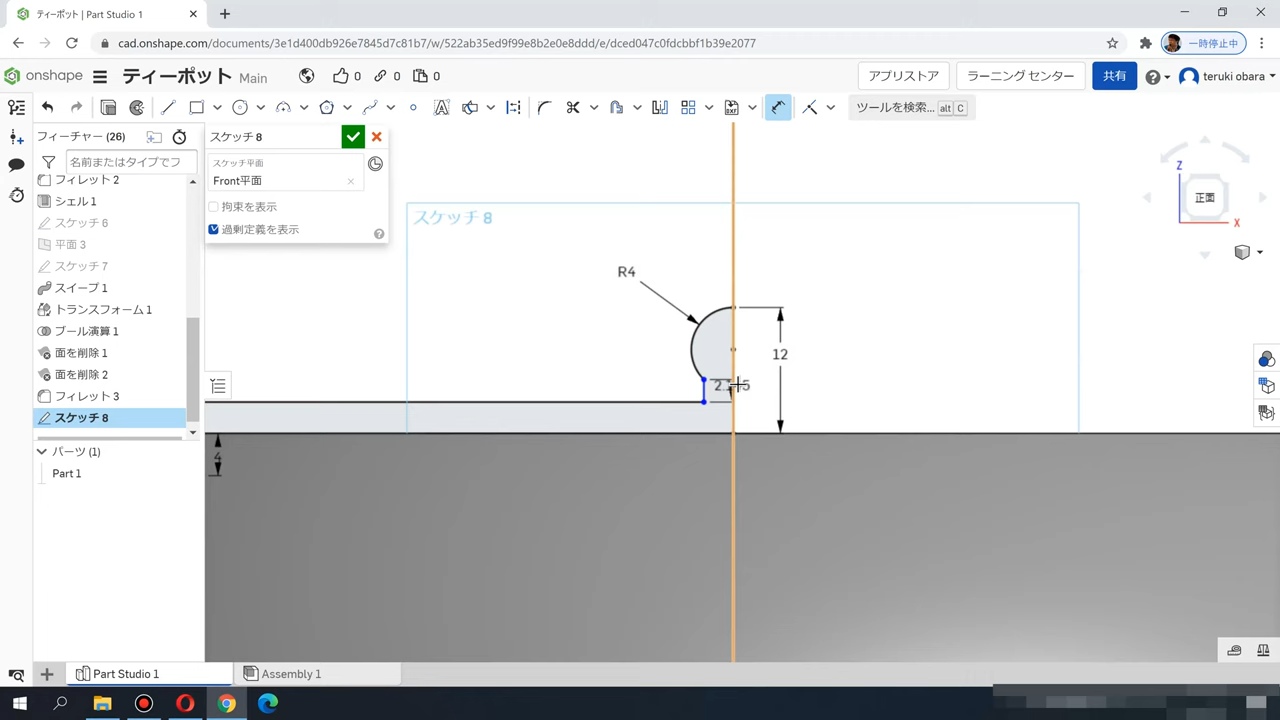 ティーポット | Part Studio 1
cad.onshape.com/documents/3e1d400db926e7845d7c81b7/w/522b355ae91cbe8b2e0e8ddd/e/dced047c0fdcbbf1b39e2077
一時停止中
onshape
ティーポット Main
0
0
0
アプリストア
ラーニング センター
共有
teruki obara
ツールを検索...
alt C
フィーチャー (26)
名前またはタイプでフ
フィレット 2
シェル 1
スケッチ 6
平面 3
スケッチ 7
スイープ 1
トランスフォーム 1
ブール演算 1
面を削除 1
面を削除 2
フィレット 3
スケッチ 8
パーツ (1)
Part 1
スケッチ 8
スケッチ平面
Front平面
拘束を表示
過剰定義を表示
スケッチ 8
R4
12
4
Z
正面
X
Part Studio 1
Assembly 1